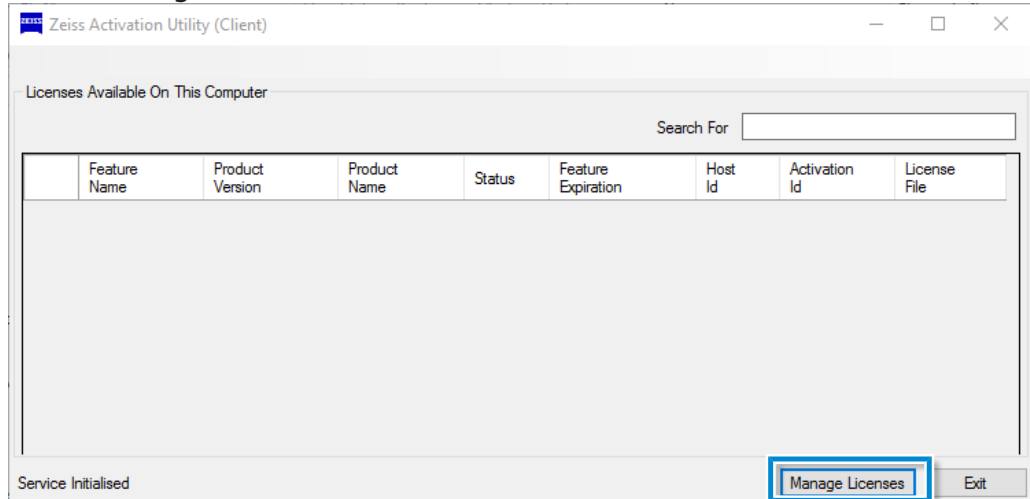 ZEISS Zeiss Activation Utility (Client)
Licenses Available On This Computer
Search For
Feature Name Product Version Product Name Status Feature Expiration Host Id Activation Id License File
Service Initialised Manage Licenses Exit